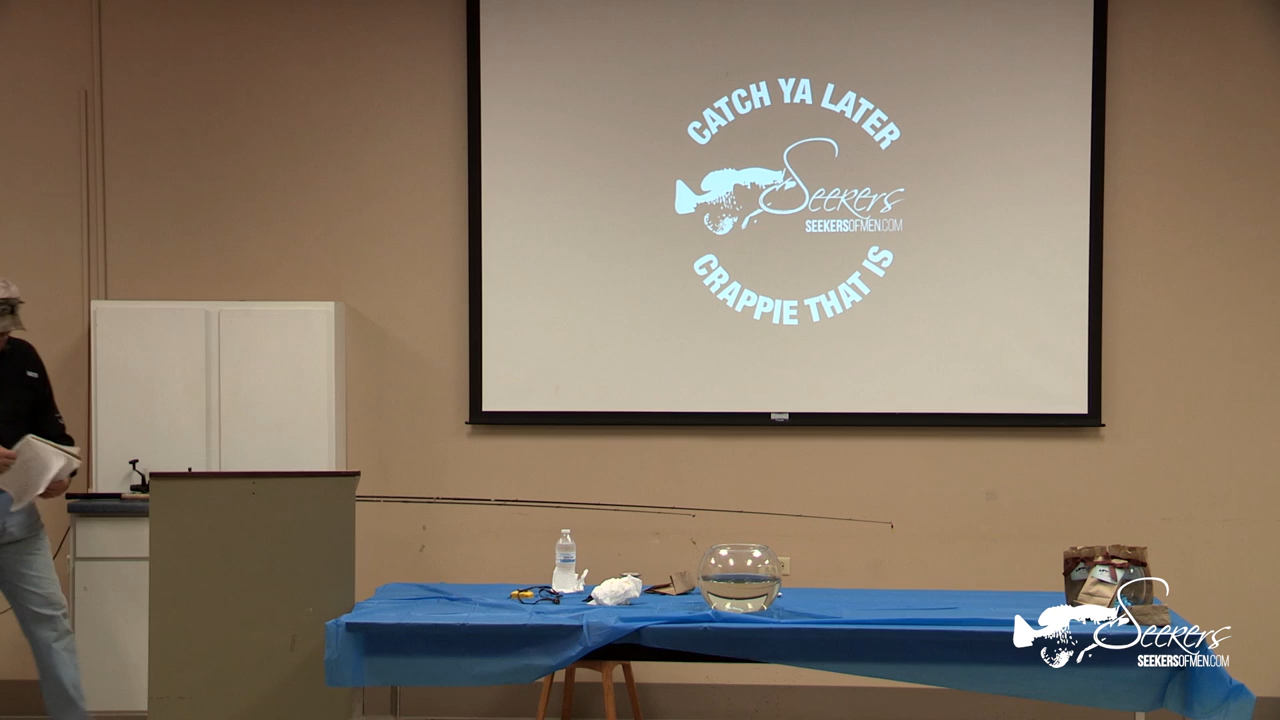 CATCH YA LATER
Seekers
SEEKERSOFMEN.COM
CRAPPIE THAT IS
Seekers
SEEKERSOFMEN.COM